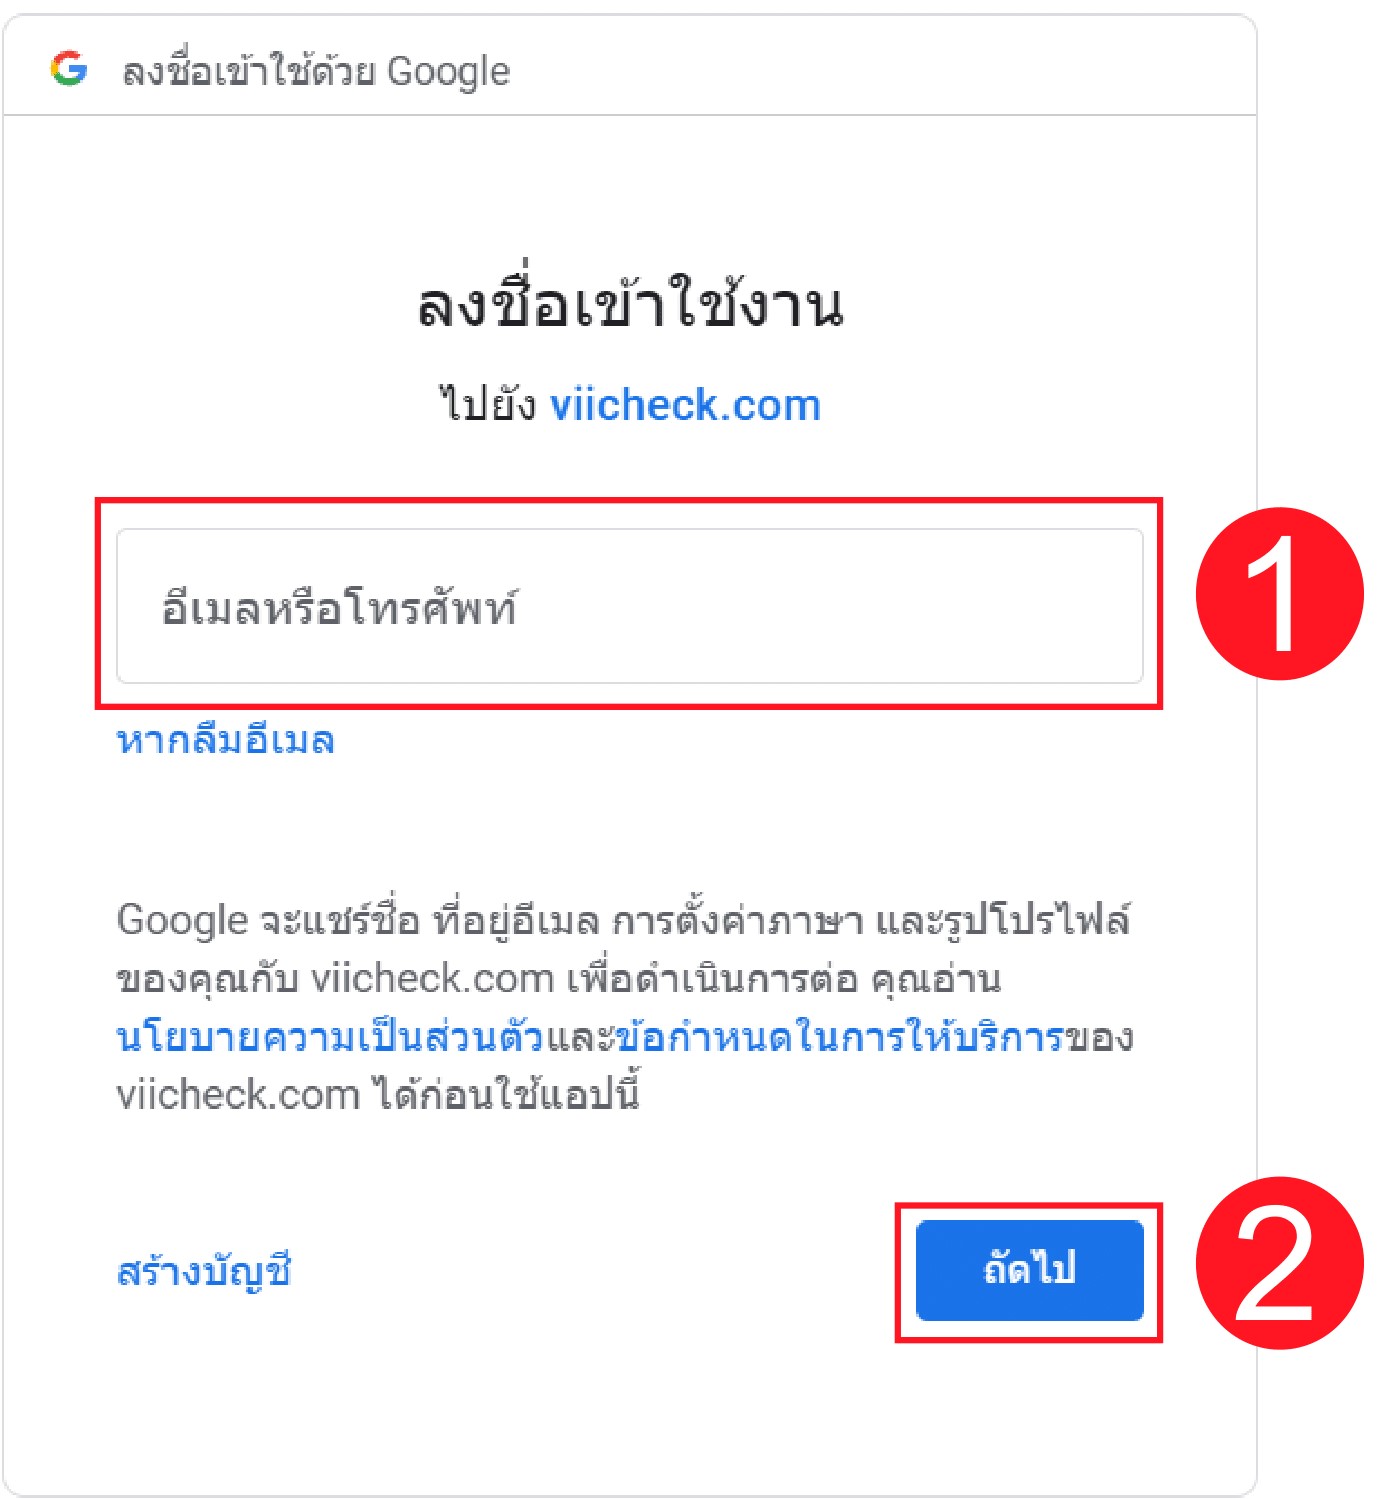 ลงชื่อเข้าใช้ด้วย Google
ลงชื่อเข้าใช้งาน
ไปยัง viicheck.com
อีเมลหรือโทรศัพท์
1
หากลืมอีเมล
Google จะแชร์ชื่อ ที่อยู่อีเมล การตั้งค่าภาษา และรูปโปรไฟล์
ของคุณกับ viicheck.com เพื่อดำเนินการต่อ คุณอ่าน
นโยบายความเป็นส่วนตัวและข้อกำหนดในการให้บริการของ
viicheck.com ได้ก่อนใช้แอปนี้
สร้างบัญชี
ถัดไป
2